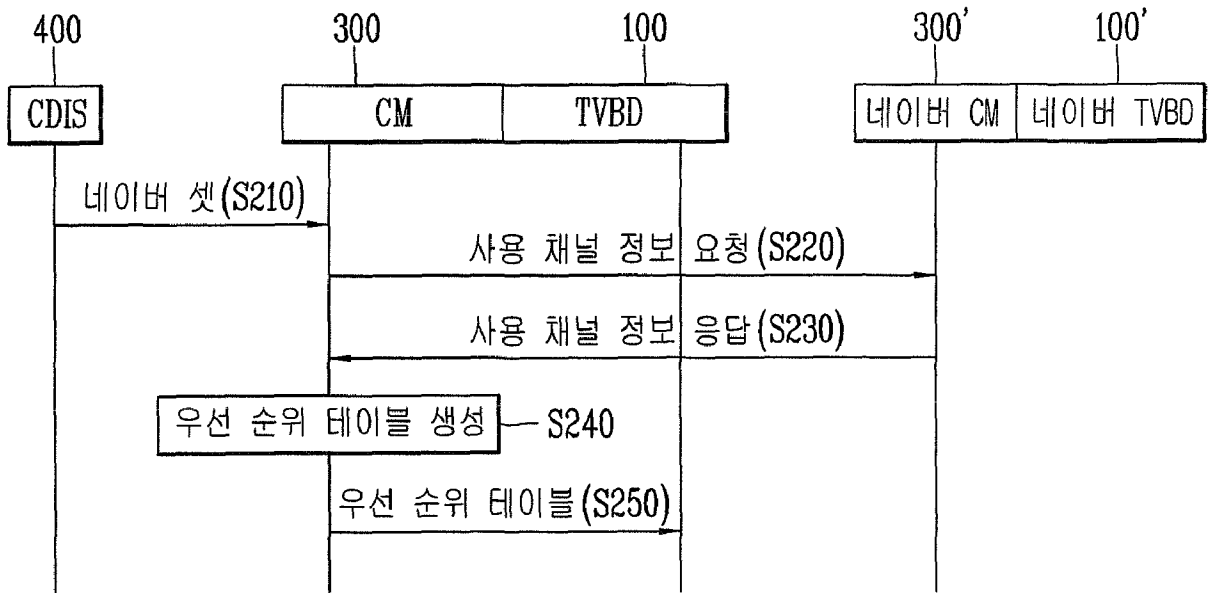 400 300 100 300' 100'
CDIS CM TVBD 네이버 CM 네이버 TVBD
네이버 셋(S210)
사용 채널 정보 요청(S220)
사용 채널 정보 응답(S230)
우선 순위 테이블 생성 S240
우선 순위 테이블(S250)